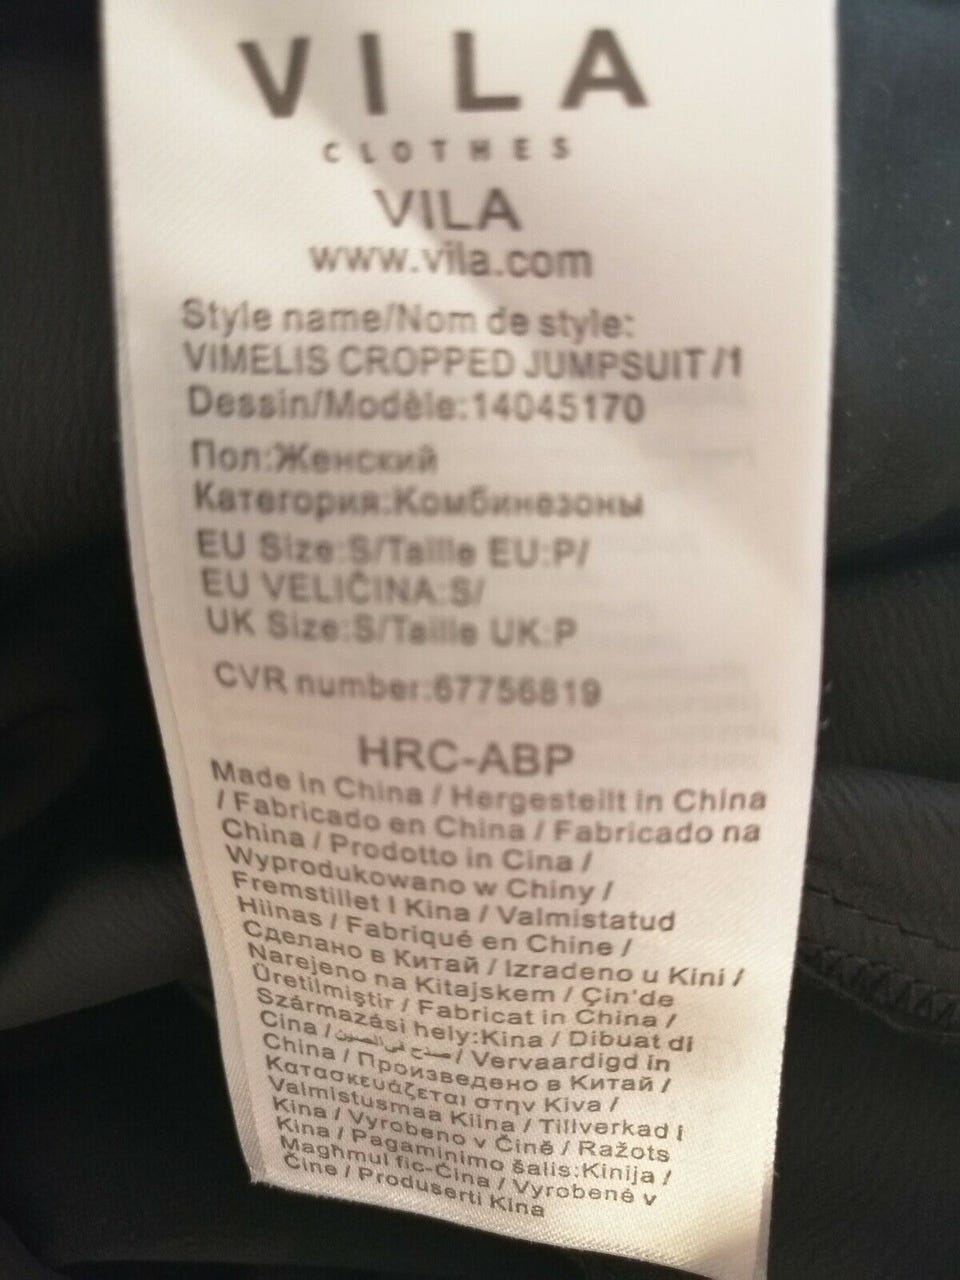 VILA
CLOTHES
VILA
www.vila.com
Style name/Nom de style:
VIMELIS CROPPED JUMPSUIT /1
Dessin/Modèle:14045170
Пол:Женский
Категория:Комбинезоны
EU Size:S/Taille EU:P/
EU VELIČINA:S/
UK Size:S/Taille UK:P
CVR number:67756819
HRC-ABP
Made in China / Hergestellt in China
/ Fabricado en China / Fabricado na
China / Prodotto in Cina /
Wyprodukowano w Chiny /
Fremstillet I Kina / Valmistatud
Hiinas / Fabriqué en Chine /
Сделано в Китай / Izradeno u Kini /
Narejeno na Kitajskem / Çin'de
Üretilmiştir / Fabricat in China /
Származási hely:Kina / Dibuat di
Cina / / Vervaardigd in
China / Произведено в Китай /
Κατασκευάζεται στην Kiva /
Valmistusmaa Kiina / Tillverkad i
Kina / Vyrobeno v Čině / Ražots
Kina / Pagaminimo šalis:Kinija /
Magħmul fic-Ċina / Vyrobené v
Čine / Produserti Kina